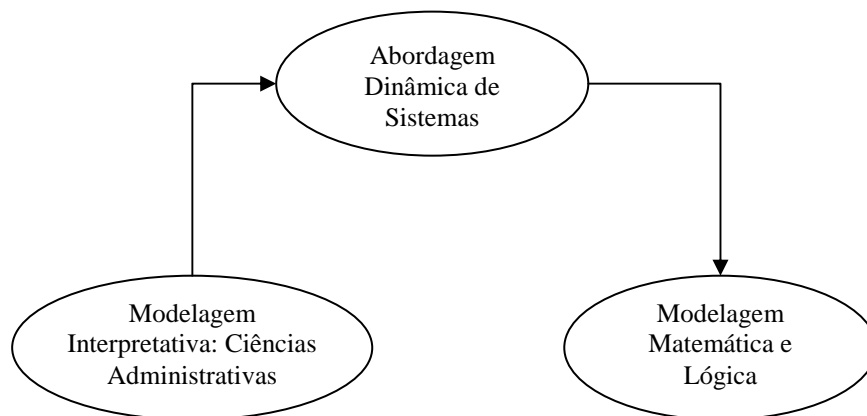 Abordagem
Dinâmica de
Sistemas
Modelagem
Interpretativa: Ciências
Administrativas
Modelagem
Matemática e
Lógica